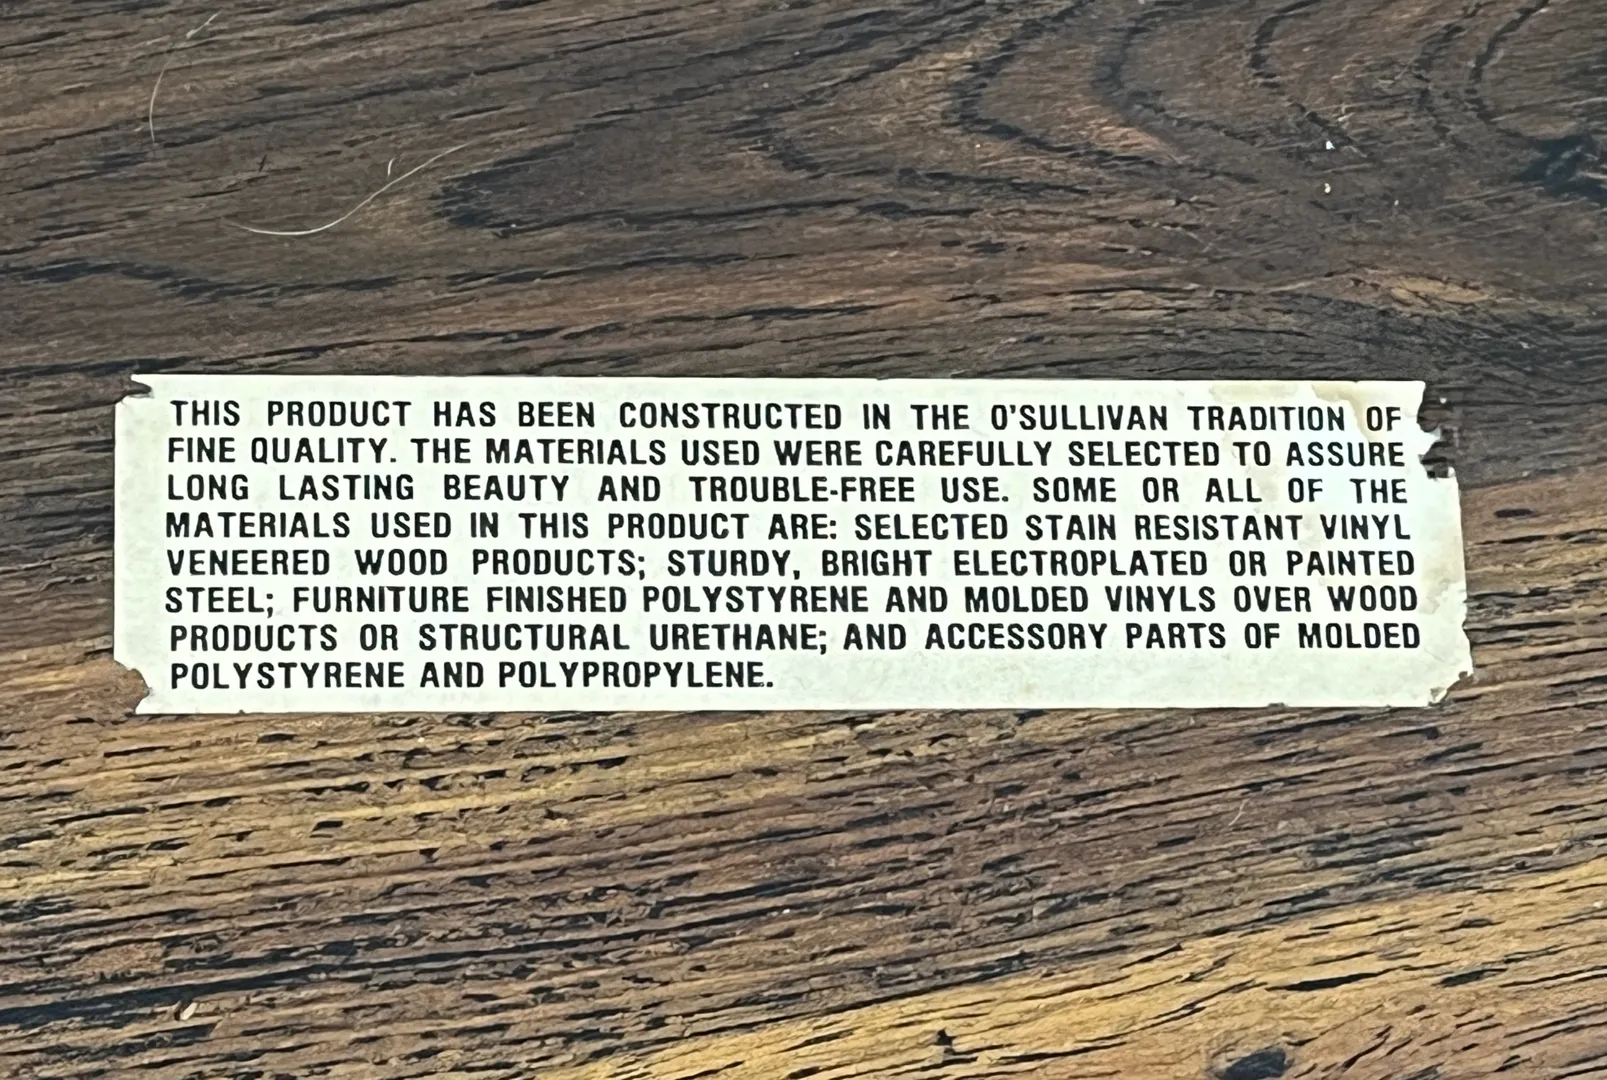 THIS PRODUCT HAS BEEN CONSTRUCTED IN THE O'SULLIVAN TRADITION OF
FINE QUALITY. THE MATERIALS USED WERE CAREFULLY SELECTED TO ASSURE
LONG LASTING BEAUTY AND TROUBLE-FREE USE. SOME OR ALL OF THE
MATERIALS USED IN THIS PRODUCT ARE: SELECTED STAIN RESISTANT VINYL
VENEERED WOOD PRODUCTS; STURDY, BRIGHT ELECTROPLATED OR PAINTED
STEEL; FURNITURE FINISHED POLYSTYRENE AND MOLDED VINYLS OVER WOOD
PRODUCTS OR STRUCTURAL URETHANE; AND ACCESSORY PARTS OF MOLDED
POLYSTYRENE AND POLYPROPYLENE.